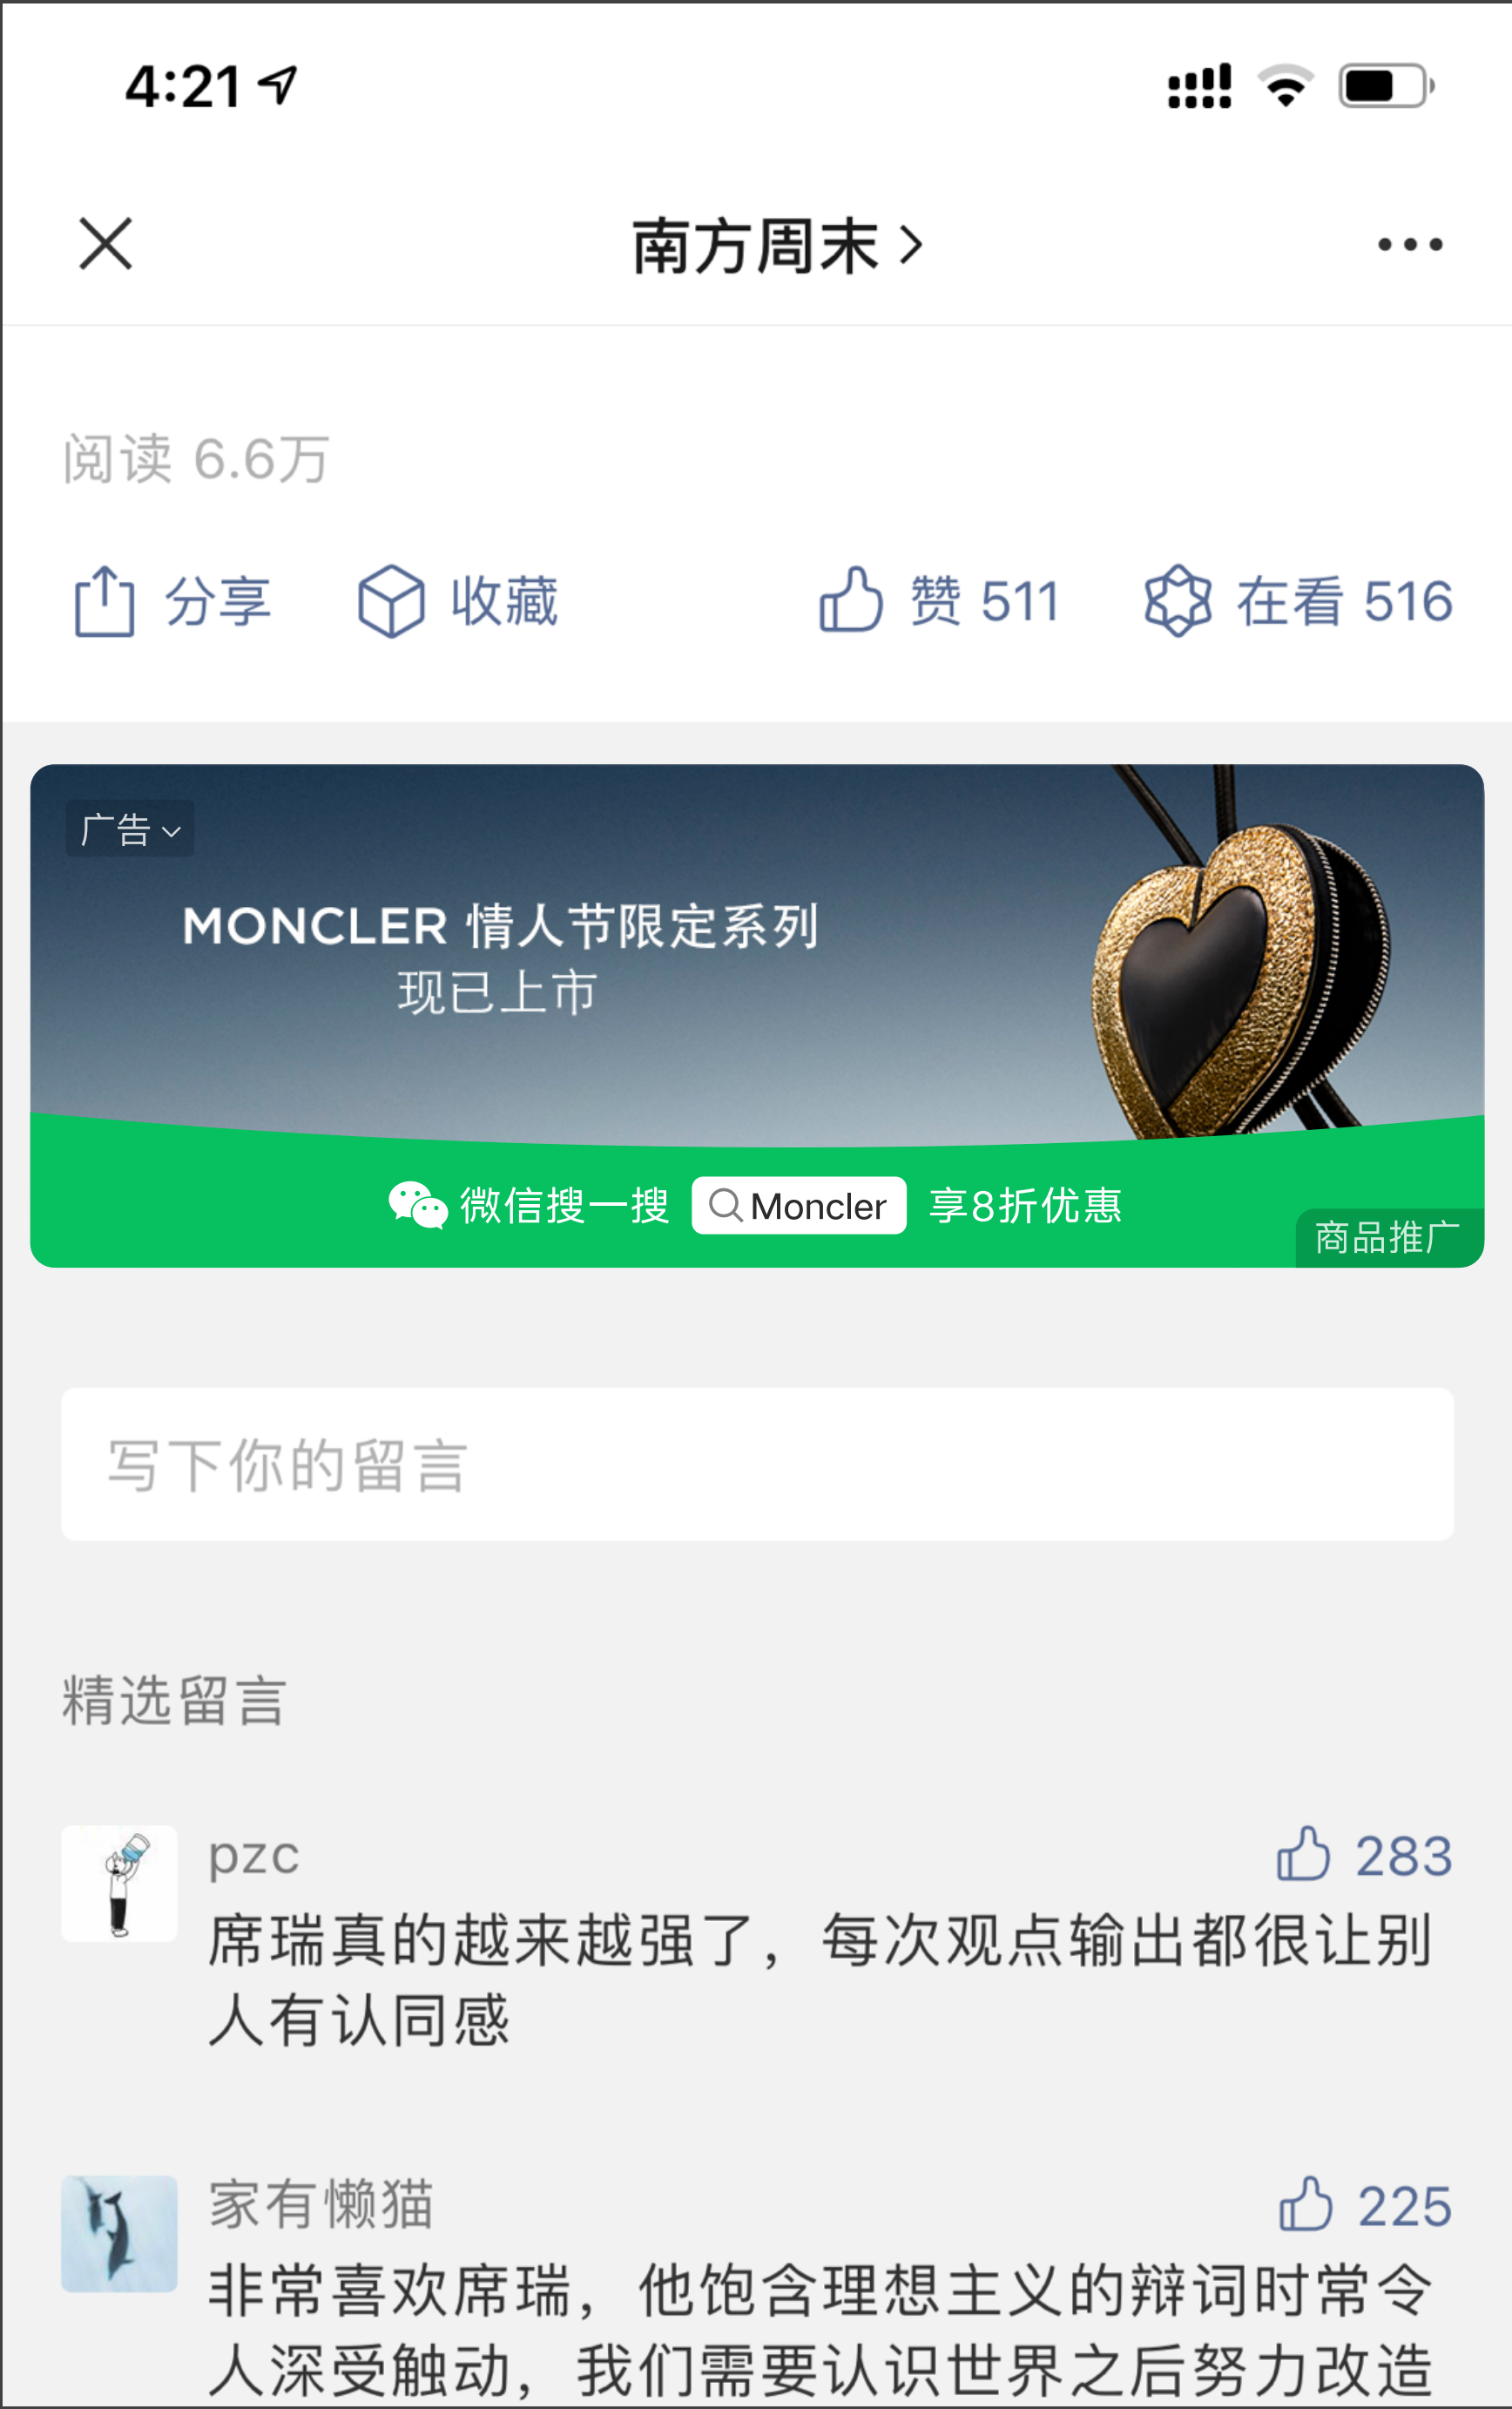 4:21
南方周末
阅读 6.6万
分享 收藏 赞 511 在看 516
广告
MONCLER 情人节限定系列
现已上市
微信搜一搜 Moncler 享8折优惠
商品推广
写下你的留言
精选留言
pzc 283
席瑞真的越来越强了，每次观点输出都很让别
人有认同感
家有懒猫 225
非常喜欢席瑞，他饱含理想主义的辩词时常令
人深受触动，我们需要认识世界之后努力改造